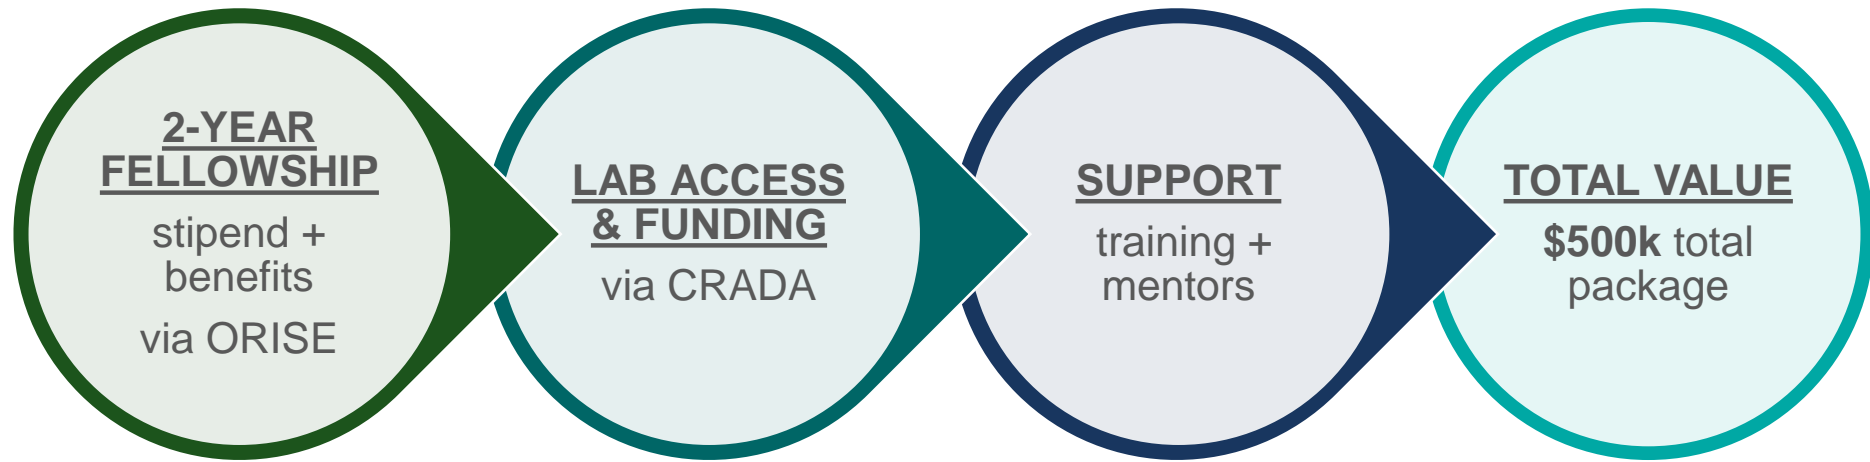 2-YEAR
FELLOWSHIP
stipend +
benefits
via ORISE
LAB ACCESS
& FUNDING
via CRADA
SUPPORT
training +
mentors
TOTAL VALUE
$500k total
package